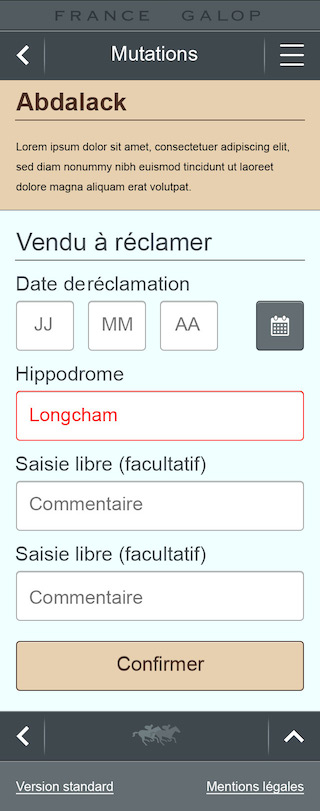 FRANCE GALOP
Mutations
Abdalack
Lorem ipsum dolor sit amet, consectetuer adipiscing elit,
sed diam nonummy nibh euismod tincidunt ut laoreet
dolore magna aliquam erat volutpat.
Vendu à réclamer
Date de réclamation
JJ MM AA
Hippodrome
Longcham
Saisie libre (facultatif)
Commentaire
Saisie libre (facultatif)
Commentaire
Confirmer
Version standard Mentions légales